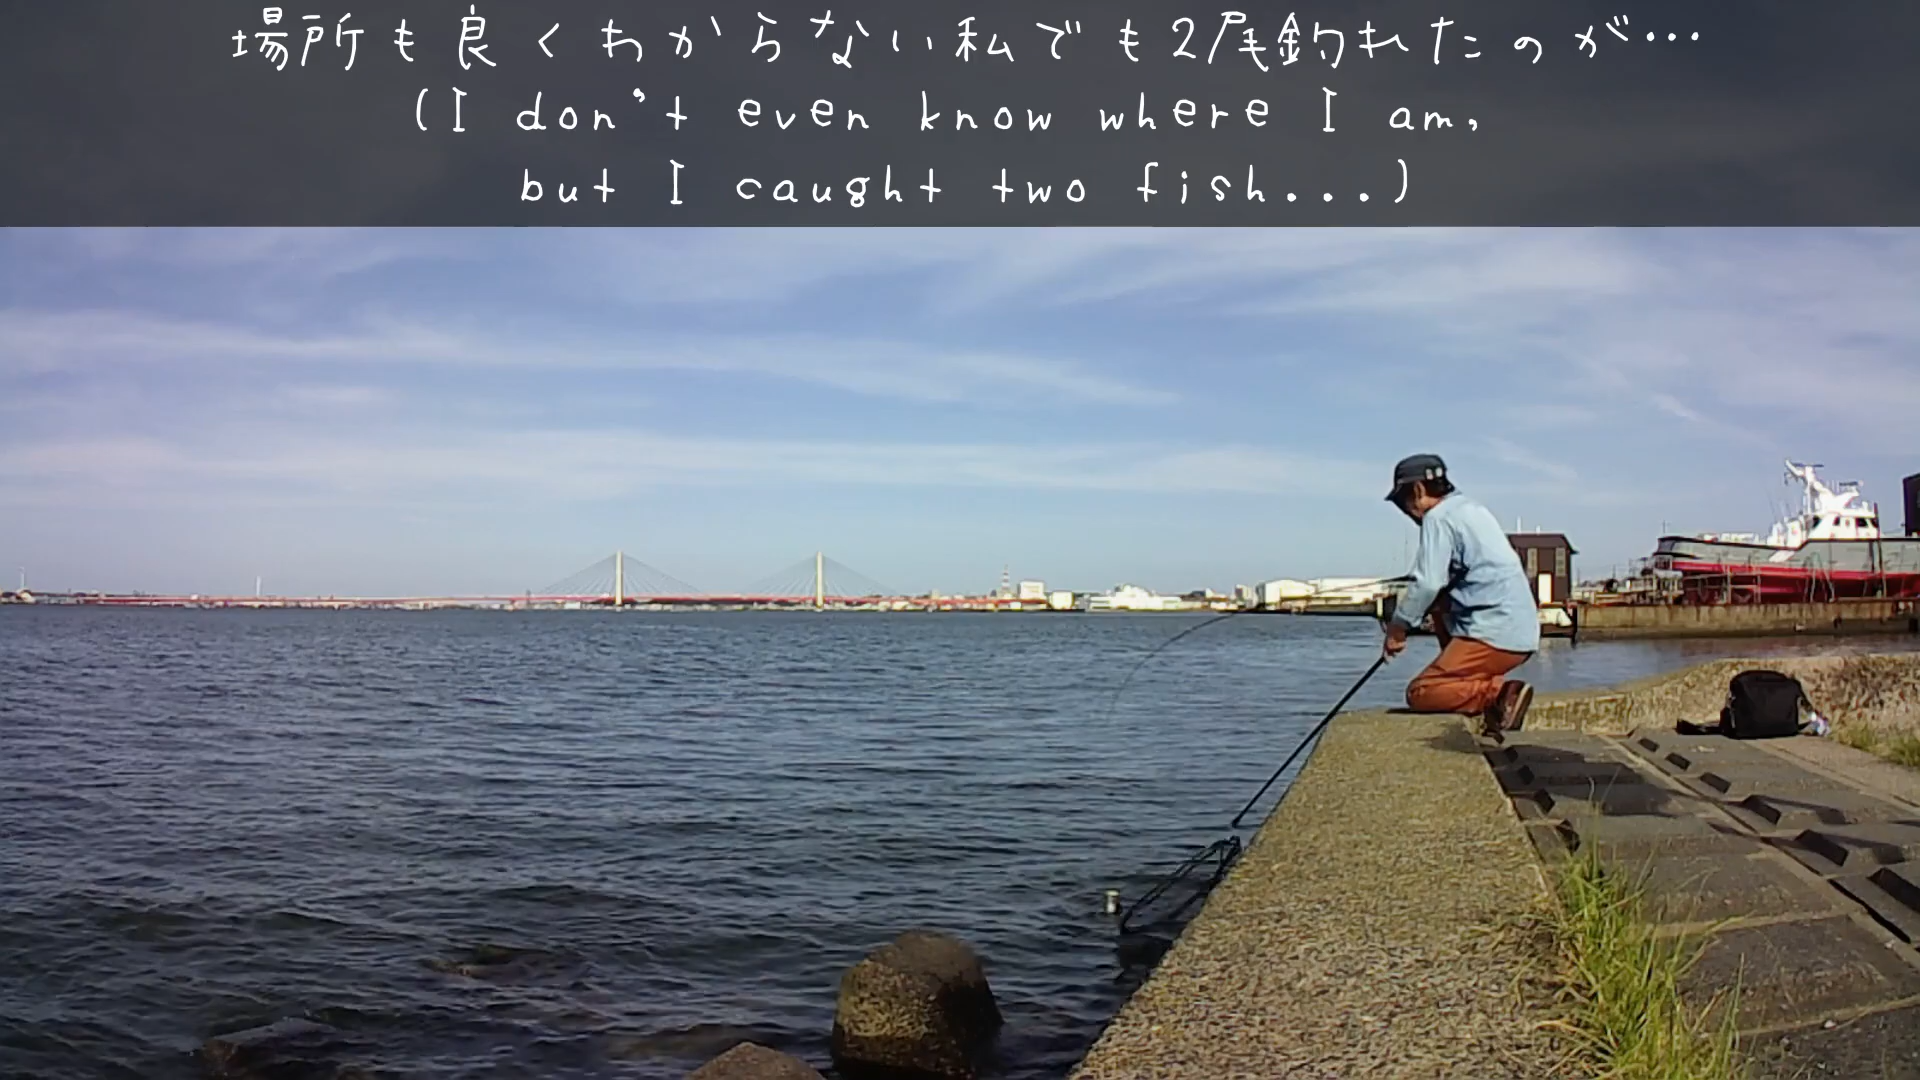 場所も良くわからない私でも2尾釣れたのが…
(I don't even know where I am,
but I caught two fish...)